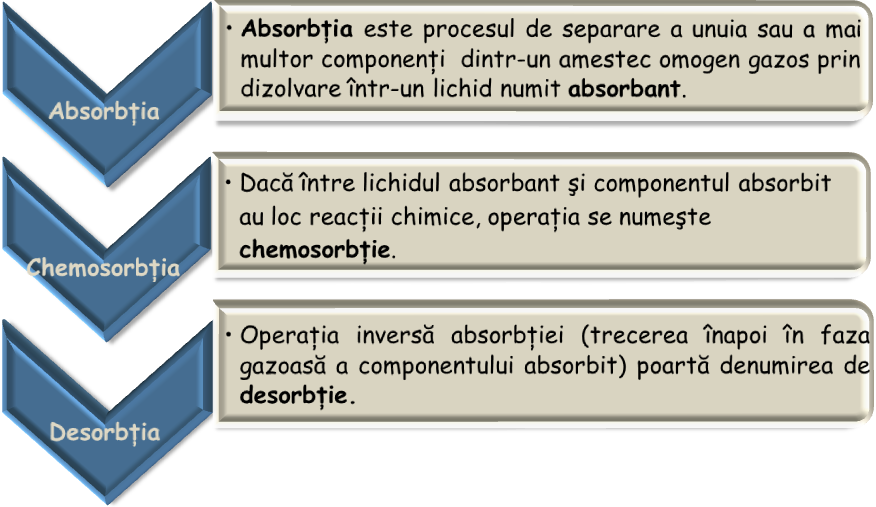 Absorbția
• Absorbția este procesul de separare a unuia sau a mai
multor componenți dintr-un amestec omogen gazos prin
dizolvare într-un lichid numit absorbant.
Chemosorbția
• Dacă între lichidul absorbant şi componentul absorbit
au loc reacții chimice, operația se numeşte
chemosorbție.
Desorbția
• Operația inversă absorbției (trecerea înapoi în faza
gazoasă a componentului absorbit) poartă denumirea de
desorbție.